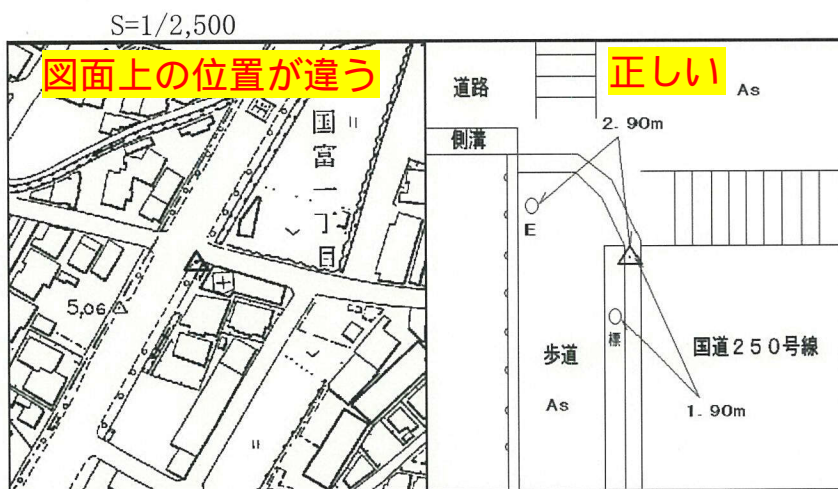 S=1/2,500
図面上の位置が違う
国富一丁目
5,06
正しい
道路
As
2.90m
側溝
E
標
歩道
国道250号線
As
1.90m